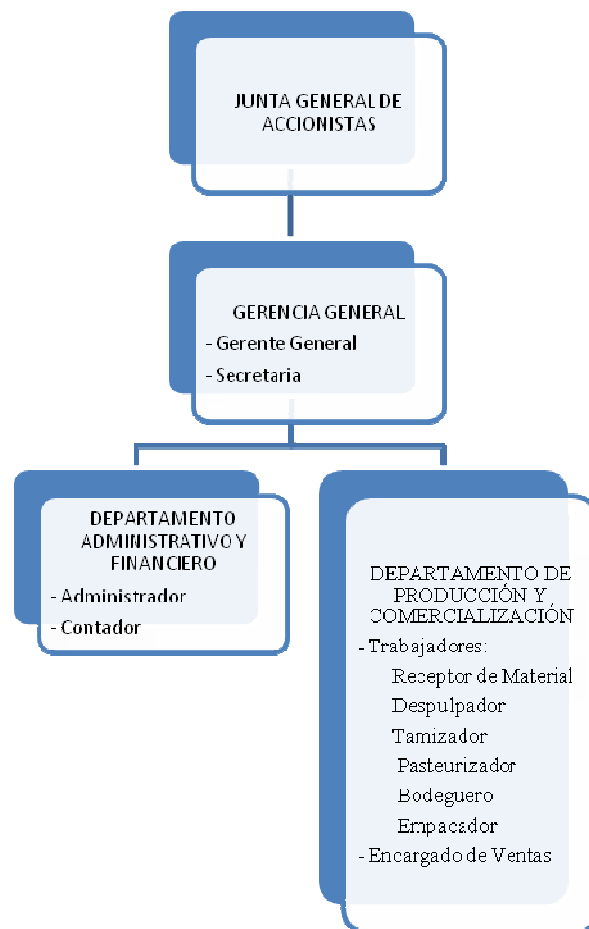 JUNTA GENERAL DE
ACCIONISTAS
GERENCIA GENERAL
- Gerente General
- Secretaria
DEPARTAMENTO
ADMINISTRATIVO Y
FINANCIERO
- Administrador
- Contador
DEPARTAMENTO DE
PRODUCCIÓN Y
COMERCIALIZACIÓN
- Trabajadores:
Receptor de Material
Despulpador
Tamizador
Pasteurizador
Bodeguero
Empacador
- Encargado de Ventas